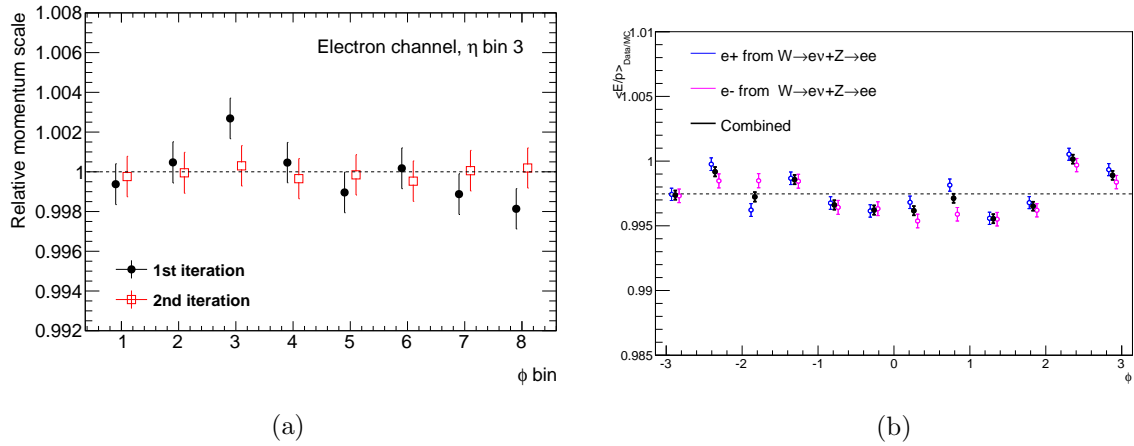 1.008
1.006
1.004
1.002
1
0.998
0.996
0.994
0.992
Relative momentum scale
Electron channel, η bin 3
1st iteration
2nd iteration
1 2 3 4 5 6 7 8
ϕ bin
(a)
1.01
1.005
1
0.995
0.99
0.985
<E/p>Data/MC
e+ from W→eν+Z→ee
e- from W→eν+Z→ee
Combined
-3 -2 -1 0 1 2 3
ϕ
(b)